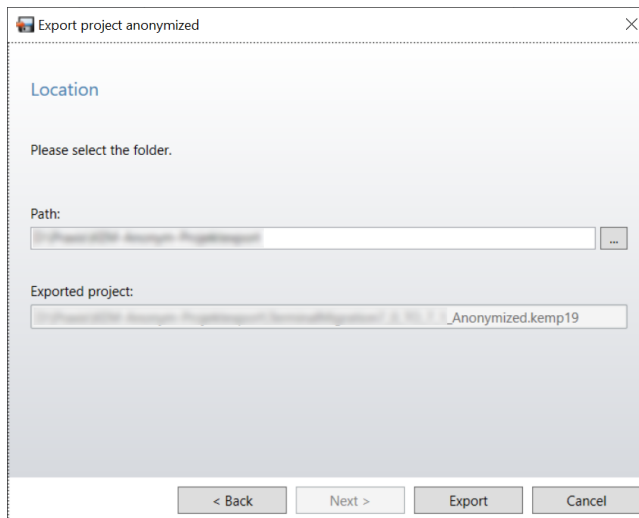 Export project anonymized
Location
Please select the folder.
Path:
...
Exported project:
_Anonymized.kemp19
< Back
Next >
Export
Cancel